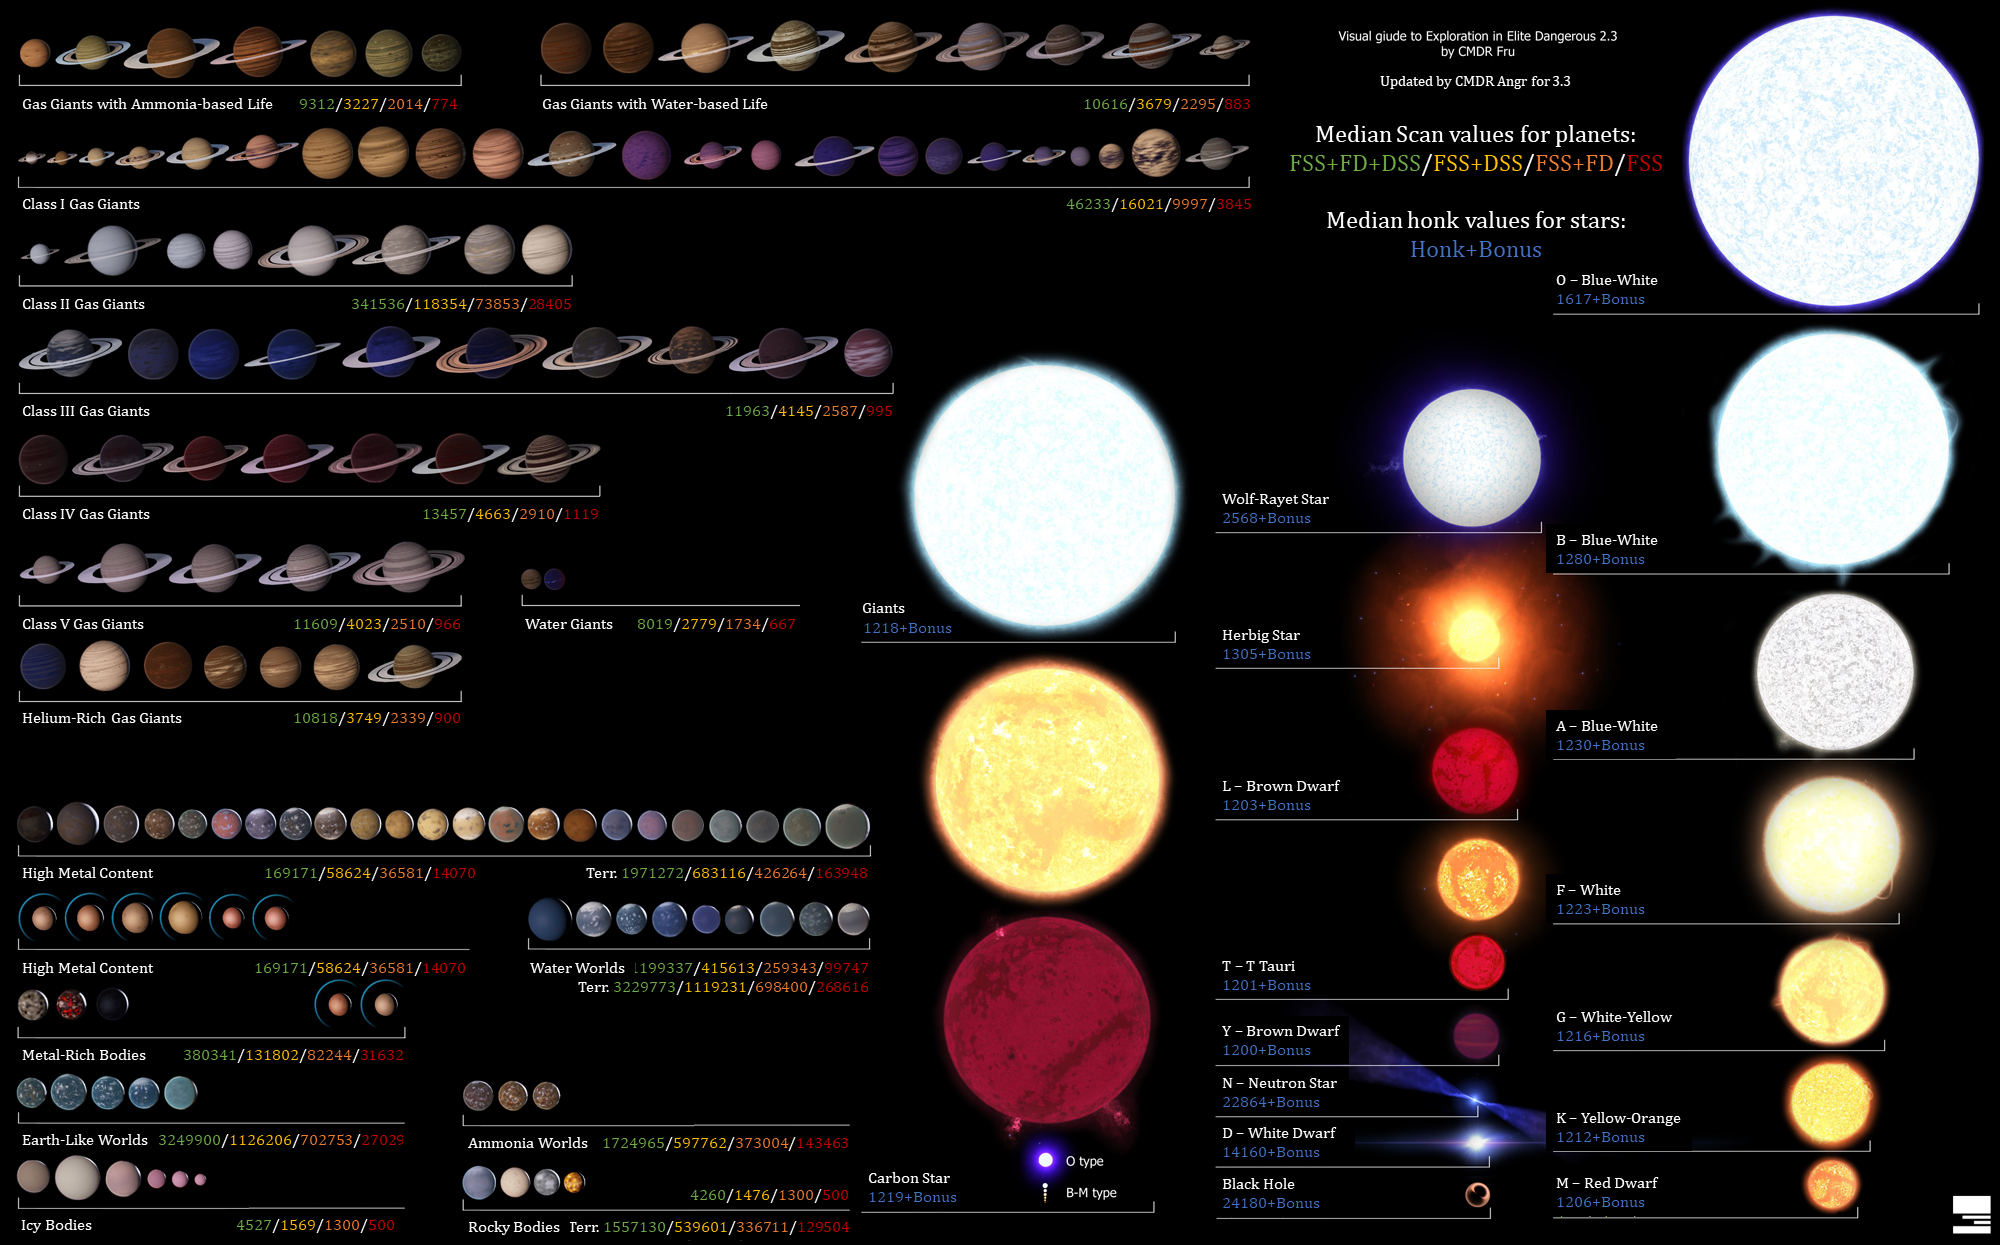 Visual giude to Exploration in Elite Dangerous 2.3
by CMDR Fru
Updated by CMDR Angr for 3.3
Median Scan values for planets:
FSS+FD+DSS/FSS+DSS/FSS+FD/FSS
Median honk values for stars:
Honk+Bonus
Gas Giants with Ammonia-based Life 9312/3227/2014/774
Gas Giants with Water-based Life 10616/3679/2295/883
Class I Gas Giants 46233/16021/9997/3845
Class II Gas Giants 341536/118354/73853/28405
Class III Gas Giants 11963/4145/2587/995
Class IV Gas Giants 13457/4663/2910/1119
Class V Gas Giants 11609/4023/2510/966
Water Giants 8019/2779/1734/667
Helium-Rich Gas Giants 10818/3749/2339/900
High Metal Content 169171/58624/36581/14070 Terr. 1971272/683116/426264/163948
High Metal Content 169171/58624/36581/14070
Water Worlds 1199337/415613/259343/99747
Terr. 3229773/1119231/698400/268616
Metal-Rich Bodies 380341/131802/82244/31632
Earth-Like Worlds 3249900/1126206/702753/27029
Ammonia Worlds 1724965/597762/373004/143463
Icy Bodies 4527/1569/1300/500
4260/1476/1300/500
Rocky Bodies Terr. 1557130/539601/336711/129504
Giants
1218+Bonus
Carbon Star
1219+Bonus
O type
B-M type
Wolf-Rayet Star
2568+Bonus
Herbig Star
1305+Bonus
L – Brown Dwarf
1203+Bonus
T – T Tauri
1201+Bonus
Y – Brown Dwarf
1200+Bonus
N – Neutron Star
22864+Bonus
D – White Dwarf
14160+Bonus
Black Hole
24180+Bonus
O – Blue-White
1617+Bonus
B – Blue-White
1280+Bonus
A – Blue-White
1230+Bonus
F – White
1223+Bonus
G – White-Yellow
1216+Bonus
K – Yellow-Orange
1212+Bonus
M – Red Dwarf
1206+Bonus